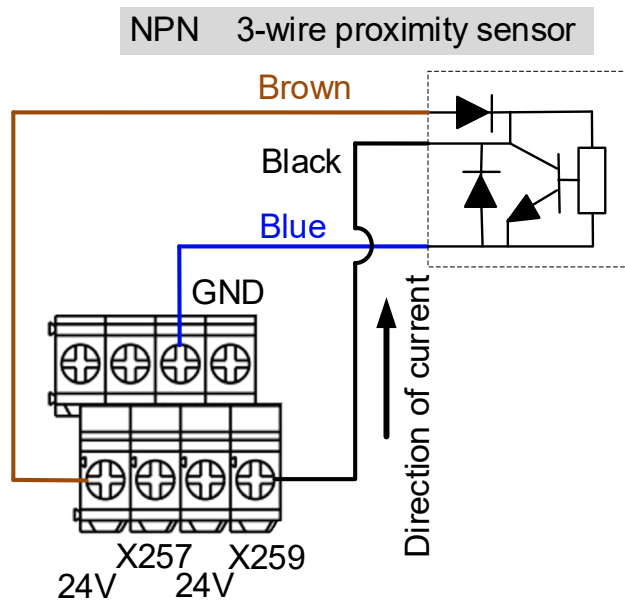 NPN 3-wire proximity sensor
Brown
Black
Blue
GND
Direction of current
X257 X259
24V 24V